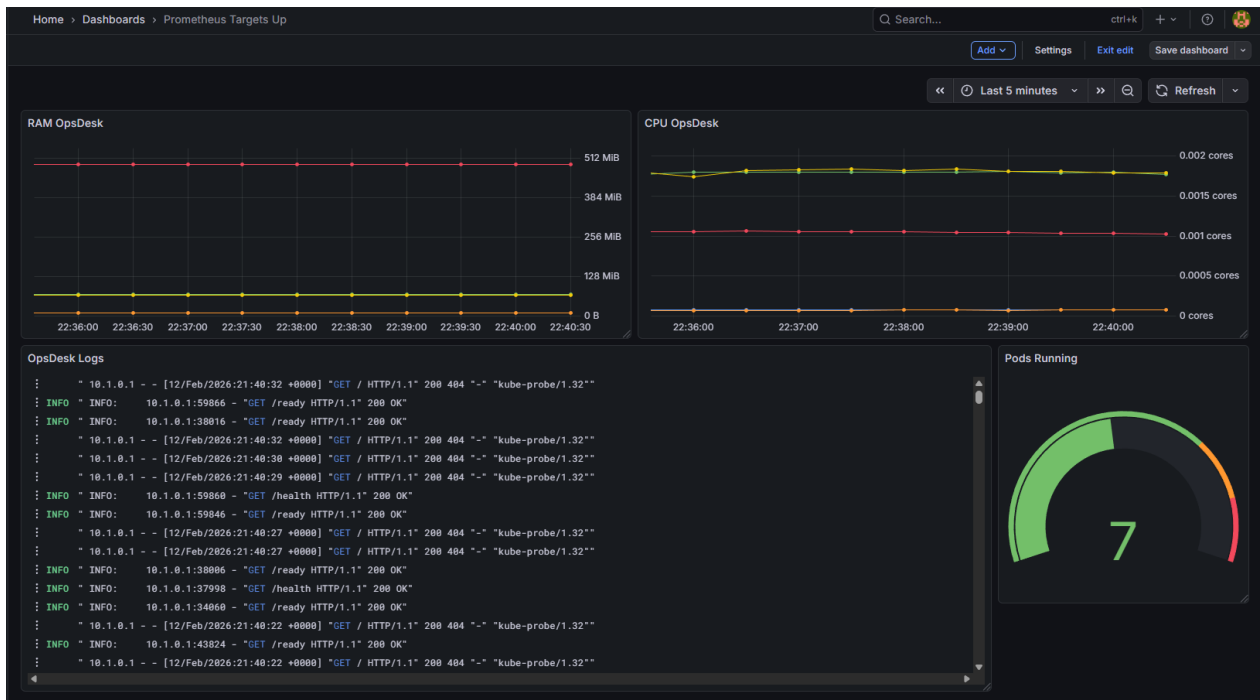 Home › Dashboards › Prometheus Targets Up
Search... ctrl+k
Add Settings Exit edit Save dashboard
Last 5 minutes Refresh
RAM OpsDesk
512 MiB
384 MiB
256 MiB
128 MiB
0 B
22:36:00 22:36:30 22:37:00 22:37:30 22:38:00 22:38:30 22:39:00 22:39:30 22:40:00 22:40:30
CPU OpsDesk
0.002 cores
0.0015 cores
0.001 cores
0.0005 cores
0 cores
22:36:00 22:37:00 22:38:00 22:39:00 22:40:00
OpsDesk Logs
" 10.1.0.1 - - [12/Feb/2026:21:40:32 +0000] "GET / HTTP/1.1" 200 404 "-" "kube-probe/1.32""
INFO " INFO: 10.1.0.1:59866 - "GET /ready HTTP/1.1" 200 OK"
INFO " INFO: 10.1.0.1:38016 - "GET /ready HTTP/1.1" 200 OK"
" 10.1.0.1 - - [12/Feb/2026:21:40:32 +0000] "GET / HTTP/1.1" 200 404 "-" "kube-probe/1.32""
" 10.1.0.1 - - [12/Feb/2026:21:40:30 +0000] "GET / HTTP/1.1" 200 404 "-" "kube-probe/1.32""
" 10.1.0.1 - - [12/Feb/2026:21:40:29 +0000] "GET / HTTP/1.1" 200 404 "-" "kube-probe/1.32""
INFO " INFO: 10.1.0.1:59860 - "GET /health HTTP/1.1" 200 OK"
INFO " INFO: 10.1.0.1:59846 - "GET /ready HTTP/1.1" 200 OK"
" 10.1.0.1 - - [12/Feb/2026:21:40:27 +0000] "GET / HTTP/1.1" 200 404 "-" "kube-probe/1.32""
" 10.1.0.1 - - [12/Feb/2026:21:40:27 +0000] "GET / HTTP/1.1" 200 404 "-" "kube-probe/1.32""
INFO " INFO: 10.1.0.1:38006 - "GET /ready HTTP/1.1" 200 OK"
INFO " INFO: 10.1.0.1:37998 - "GET /health HTTP/1.1" 200 OK"
INFO " INFO: 10.1.0.1:34060 - "GET /ready HTTP/1.1" 200 OK"
" 10.1.0.1 - - [12/Feb/2026:21:40:22 +0000] "GET / HTTP/1.1" 200 404 "-" "kube-probe/1.32""
INFO " INFO: 10.1.0.1:43824 - "GET /ready HTTP/1.1" 200 OK"
" 10.1.0.1 - - [12/Feb/2026:21:40:22 +0000] "GET / HTTP/1.1" 200 404 "-" "kube-probe/1.32""
Pods Running
7